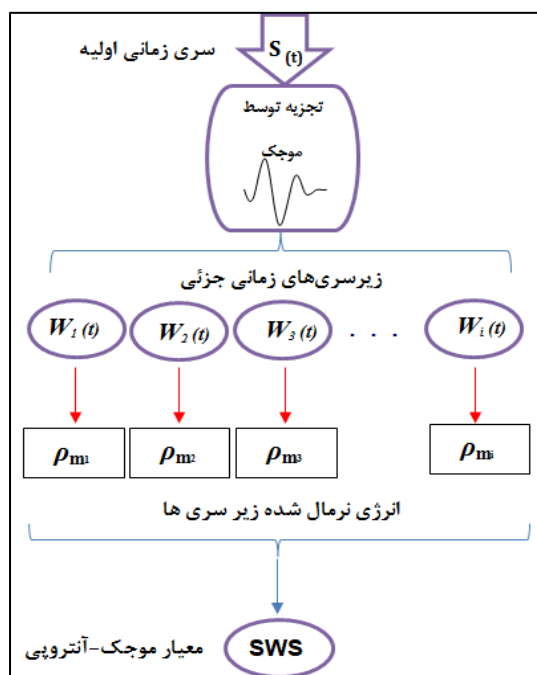 سری زمانی اولیه
S (t)
تجزیه توسط
موجک
زیرسری‌های زمانی جزئی
W1(t) W2(t) W3(t) . . . Wi(t)
ρm1 ρm2 ρm3 ρmi
انرژی نرمال شده زیر سری ها
معیار موجک-آنتروپی
SWS